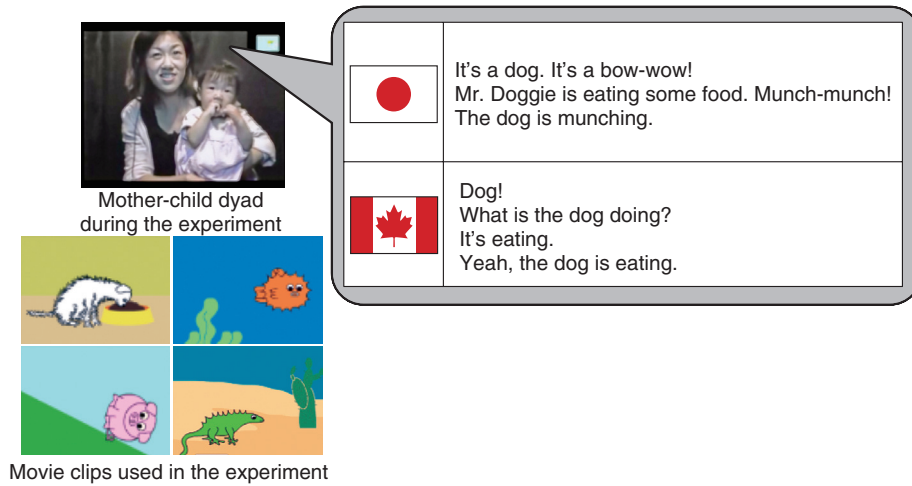 It's a dog. It's a bow-wow!
Mr. Doggie is eating some food. Munch-munch!
The dog is munching.
Dog!
What is the dog doing?
It's eating.
Yeah, the dog is eating.
Mother-child dyad
during the experiment
Movie clips used in the experiment